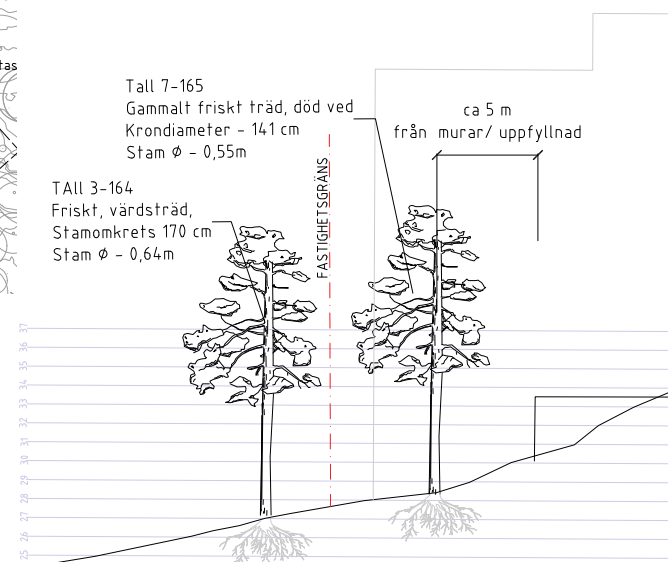 tas
Tall 7-165
Gammalt friskt träd, död ved
Krondiameter - 141 cm
Stam Ø - 0,55m
ca 5 m
från murar/ uppfyllnad
TAll 3-164
Friskt, värdsträd,
Stamomkrets 170 cm
Stam Ø - 0,64m
FASTIGHETSGRÄNS
37
36
35
34
33
32
31
30
29
28
27
26
25